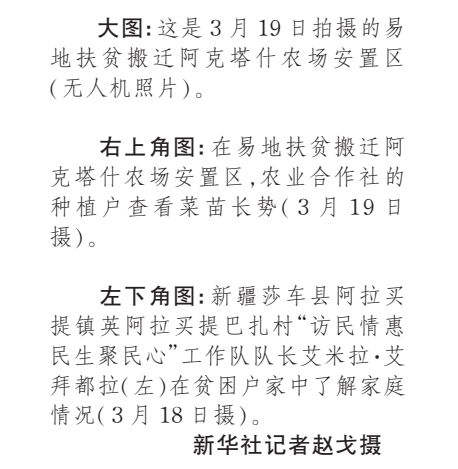 大图:这是3月19日拍摄的易
地扶贫搬迁阿克塔什农场安置区
(无人机照片)。
右上角图:在易地扶贫搬迁阿
克塔什农场安置区,农业合作社的
种植户查看菜苗长势(3月19日
摄)。
左下角图:新疆莎车县阿拉买
提镇英阿拉买提巴扎村“访民情惠
民生聚民心”工作队队长艾米拉·艾
拜都拉(左)在贫困户家中了解家庭
情况(3月18日摄)。
新华社记者赵戈摄